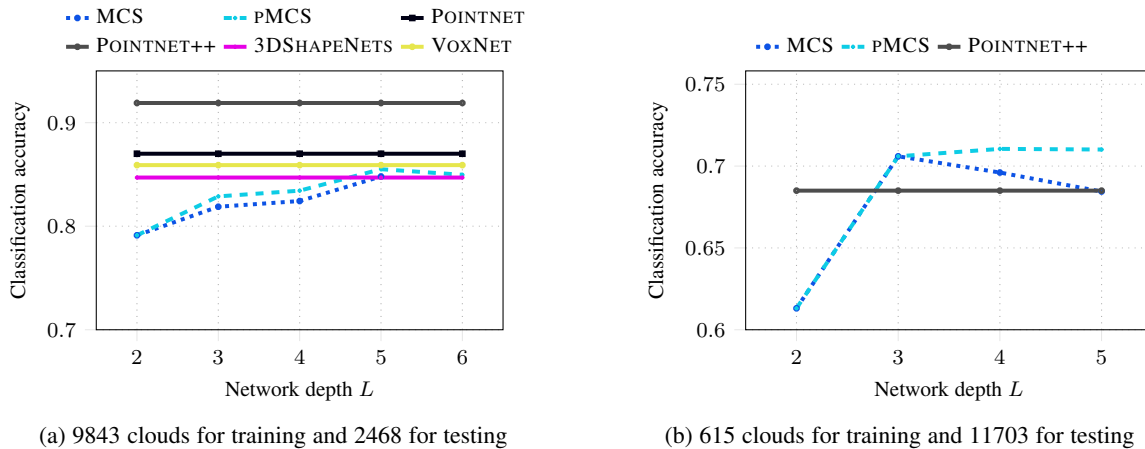 MCS PMCS POINTNET
POINTNET++ 3DSHAPENETS VOXNET
0.9
0.8
0.7
Classification accuracy
2 3 4 5 6
Network depth L
(a) 9843 clouds for training and 2468 for testing
MCS PMCS POINTNET++
0.75
0.7
0.65
0.6
Classification accuracy
2 3 4 5
Network depth L
(b) 615 clouds for training and 11703 for testing